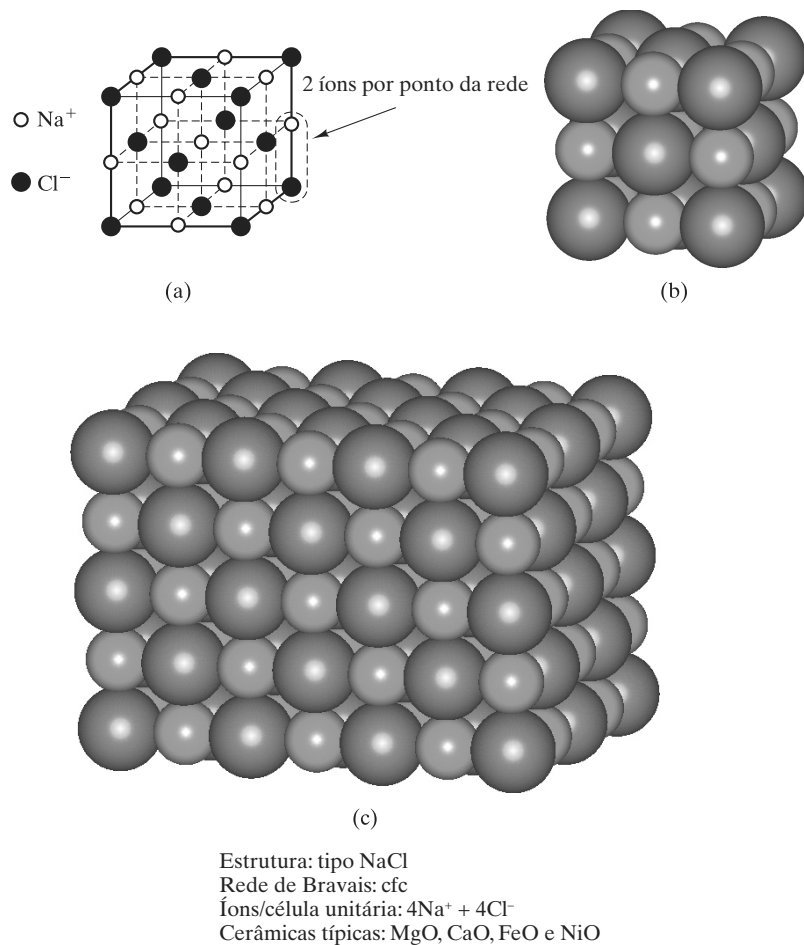 2 íons por ponto da rede
Na⁺
Cl⁻
(a)
(b)
(c)
Estrutura: tipo NaCl
Rede de Bravais: cfc
Íons/célula unitária: 4Na⁺ + 4Cl⁻
Cerâmicas típicas: MgO, CaO, FeO e NiO